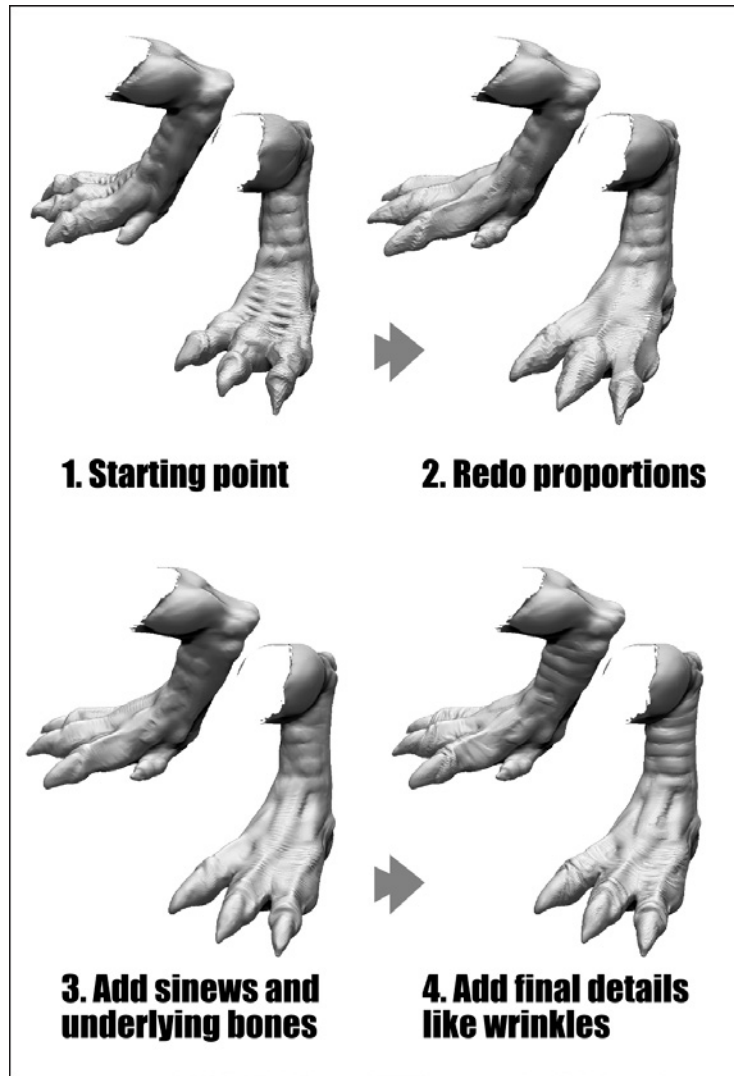 1. Starting point
2. Redo proportions
3. Add sinews and
underlying bones
4. Add final details
like wrinkles